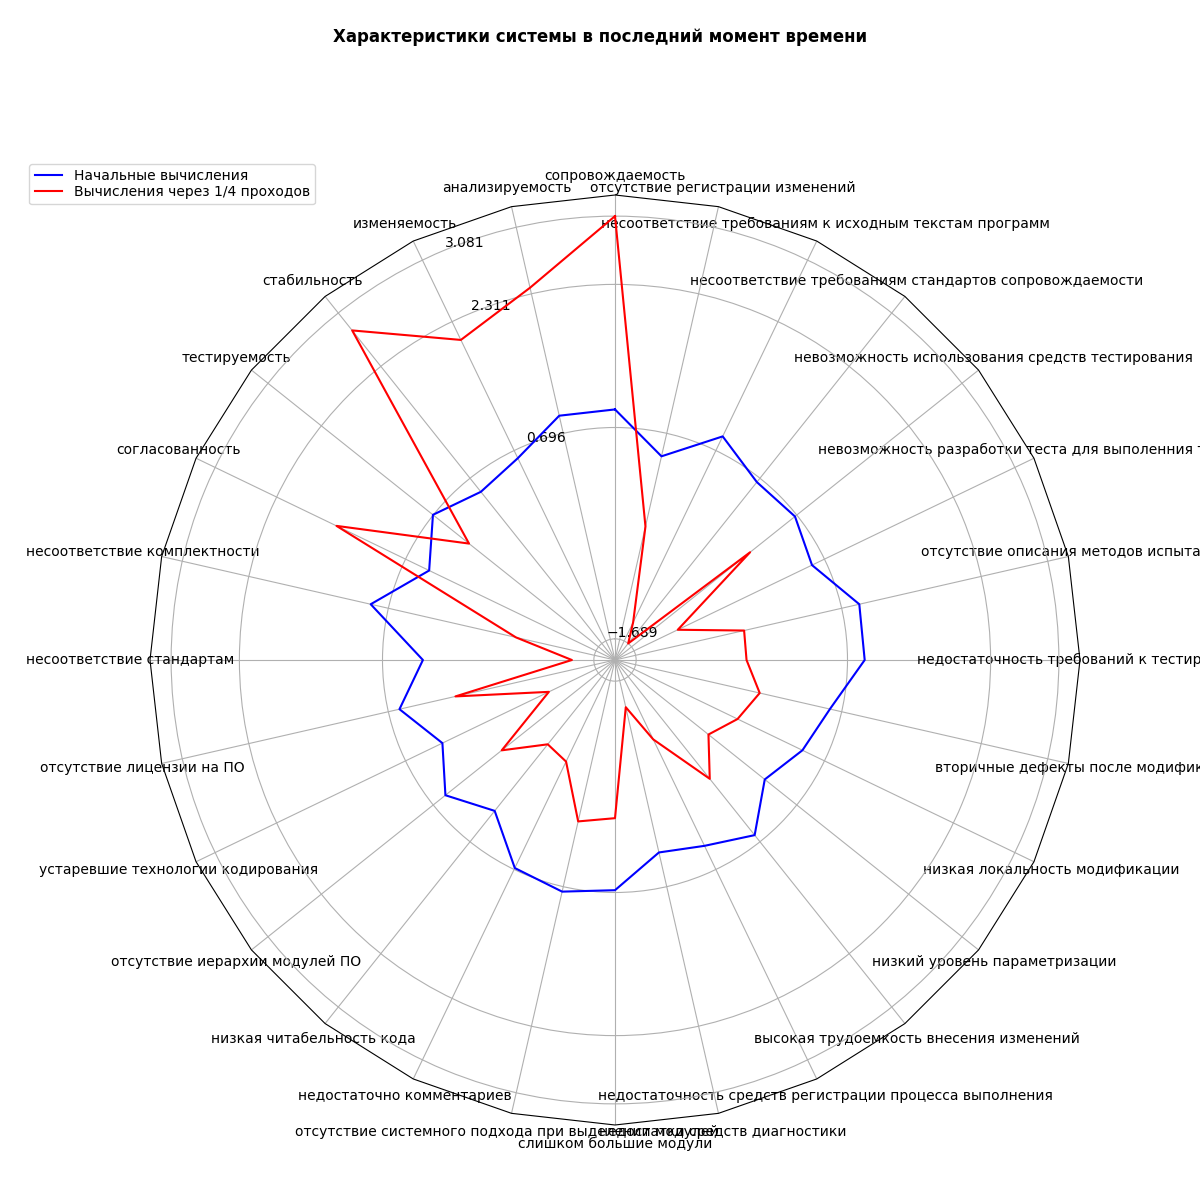 Характеристики системы в последний момент времени
Начальные вычисления
Вычисления через 1/4 проходов
сопровождаемость
анализируемость
отсутствие регистрации изменений
изменяемость
несоответствие требованиям к исходным текстам программ
3.081
стабильность
несоответствие требованиям стандартов сопровождаемости
2.311
тестируемость
невозможность использования средств тестирования
0.696
согласованность
невозможность разработки теста для выполенния т
несоответствие комплектности
отсутствие описания методов испыта
−1.689
несоответствие стандартам
недостаточность требований к тестир
отсутствие лицензии на ПО
вторичные дефекты после модифик
устаревшие технологии кодирования
низкая локальность модификации
отсутствие иерархии модулей ПО
низкий уровень параметризации
низкая читабельность кода
высокая трудоемкость внесения изменений
недостаточно комментариев
недостаточность средств регистрации процесса выполнения
отсутствие системного подхода при выделении модулей
недостатки средств диагностики
слишком большие модули